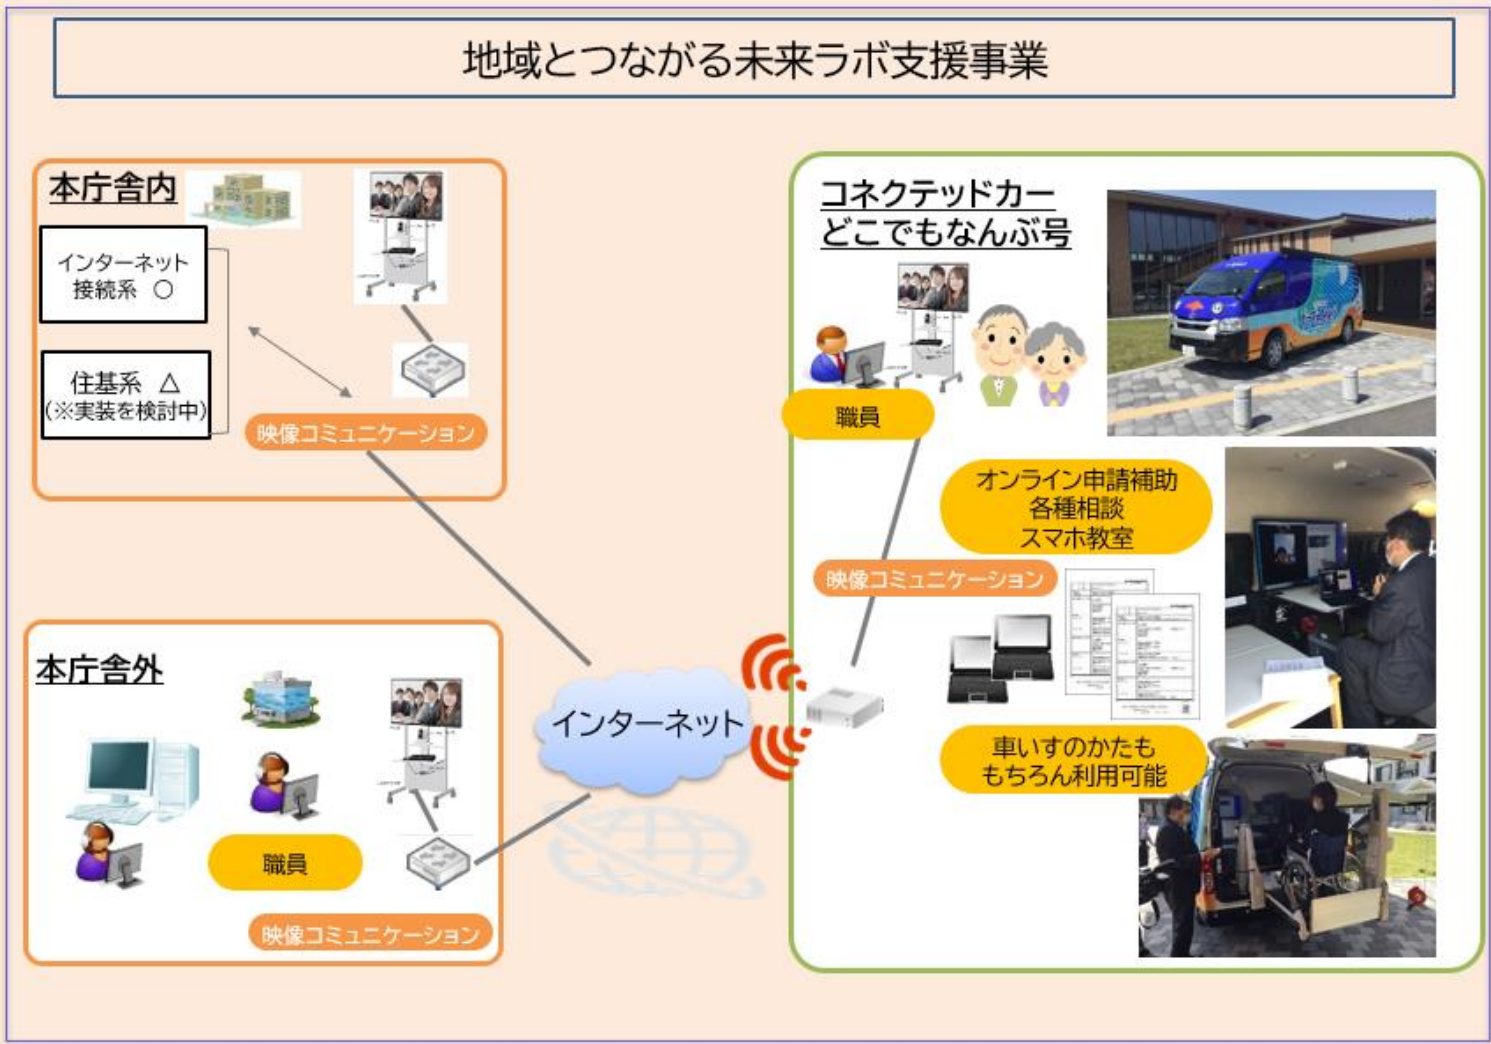 地域とつながる未来ラボ支援事業
本庁舎内
インターネット
接続系 ○
住基系 △
(※実装を検討中)
映像コミュニケーション
本庁舎外
職員
映像コミュニケーション
インターネット
コネクテッドカー
どこでもなんぶ号
職員
オンライン申請補助
各種相談
スマホ教室
映像コミュニケーション
車いすのかたも
もちろん利用可能